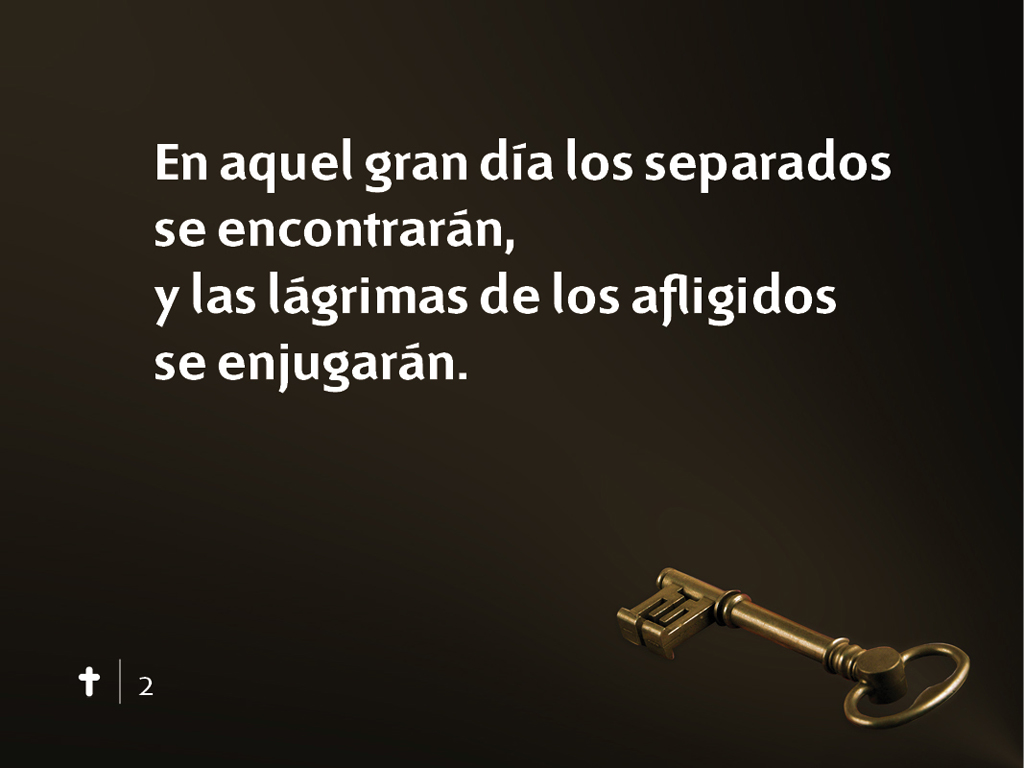 En aquel gran día los separados
se encontrarán,
y las lágrimas de los afligidos
se enjugarán.
2